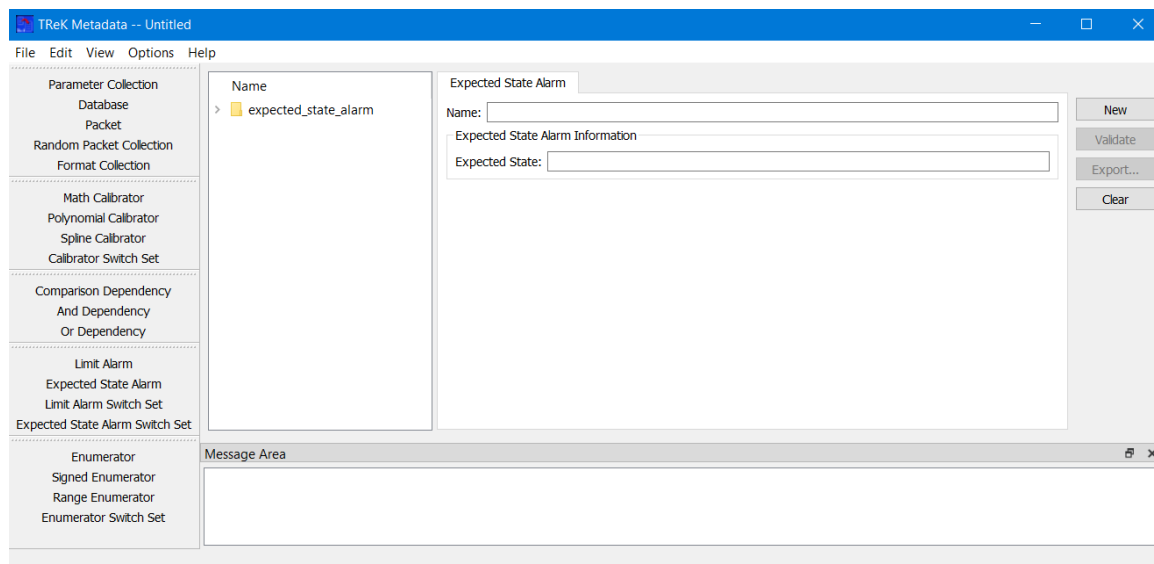 TReK Metadata -- Untitled
File Edit View Options Help
Parameter Collection
Database
Packet
Random Packet Collection
Format Collection
Math Calibrator
Polynomial Calibrator
Spline Calibrator
Calibrator Switch Set
Comparison Dependency
And Dependency
Or Dependency
Limit Alarm
Expected State Alarm
Limit Alarm Switch Set
Expected State Alarm Switch Set
Enumerator
Signed Enumerator
Range Enumerator
Enumerator Switch Set
Name
expected_state_alarm
Expected State Alarm
Name:
Expected State Alarm Information
Expected State:
New
Validate
Export...
Clear
Message Area